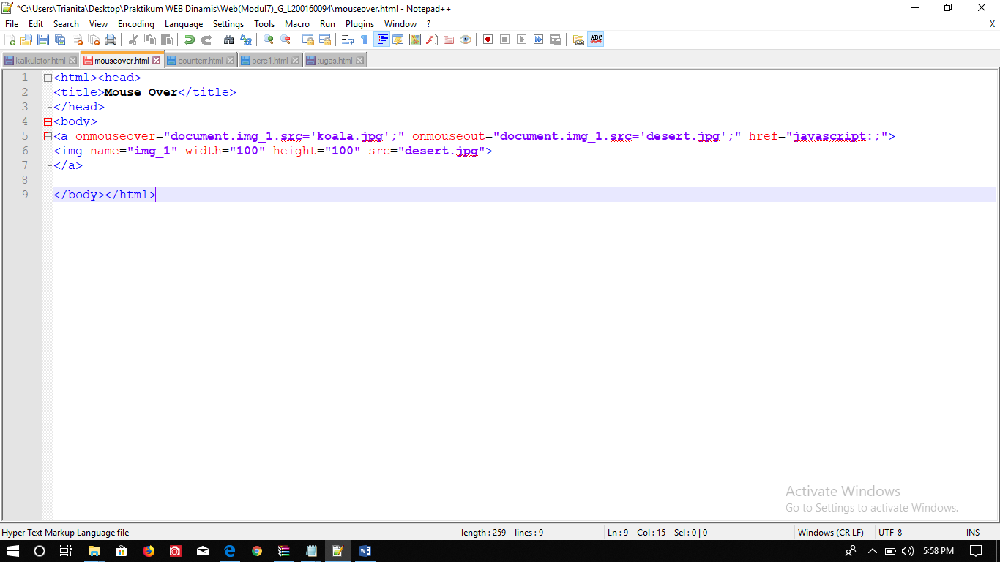 *C:\Users\Trianita\Desktop\Praktikum WEB Dinamis\Web(Modul7)_G_L200160094\mouseover.html - Notepad++
File Edit Search View Encoding Language Settings Tools Macro Run Plugins Window ? X
ABC
kalkulator.html mouseover.html counterr.html perc1.html tugas.html
1 <html><head>
2 <title>Mouse Over</title>
3 </head>
4 <body>
5 <a onmouseover="document.img_1.src='koala.jpg';" onmouseout="document.img_1.src='desert.jpg';" href="javascript:;">
6 <img name="img_1" width="100" height="100" src="desert.jpg">
7 </a>
8
9 </body></html>
Activate Windows
Go to Settings to activate Windows.
Hyper Text Markup Language file length : 259 lines : 9 Ln : 9 Col : 15 Sel : 0 | 0 Windows (CR LF) UTF-8 INS
5:58 PM